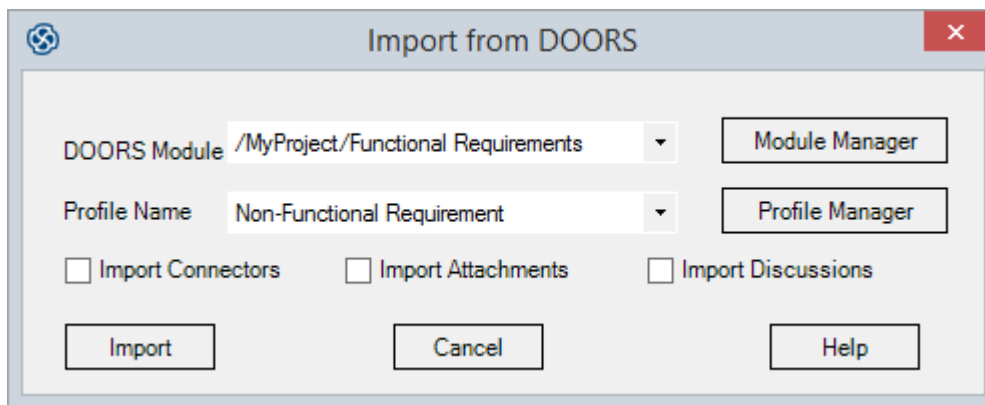 Import from DOORS
DOORS Module /MyProject/Functional Requirements Module Manager
Profile Name Non-Functional Requirement Profile Manager
Import Connectors Import Attachments Import Discussions
Import Cancel Help